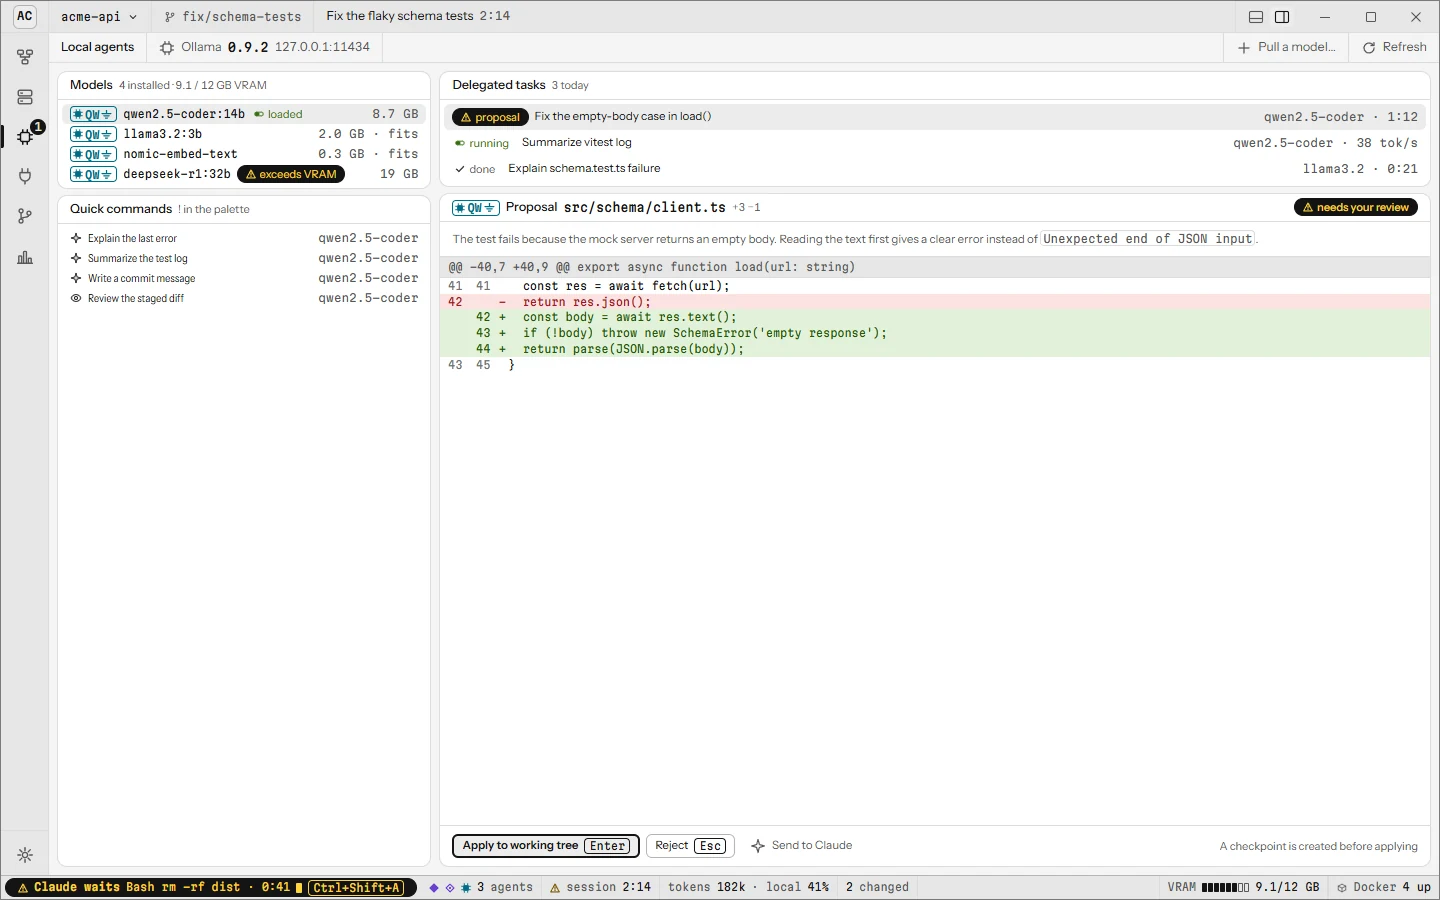 AC acme-api fix/schema-tests Fix the flaky schema tests 2:14
Local agents Ollama 0.9.2 127.0.0.1:11434 Pull a model... Refresh
Models 4 installed · 9.1 / 12 GB VRAM
QW qwen2.5-coder:14b loaded 8.7 GB
1
QW llama3.2:3b 2.0 GB · fits
QW nomic-embed-text 0.3 GB · fits
QW deepseek-r1:32b exceeds VRAM 19 GB
Quick commands ! in the palette
Explain the last error qwen2.5-coder
Summarize the test log qwen2.5-coder
Write a commit message qwen2.5-coder
Review the staged diff qwen2.5-coder
Delegated tasks 3 today
proposal Fix the empty-body case in load() qwen2.5-coder · 1:12
running Summarize vitest log qwen2.5-coder · 38 tok/s
done Explain schema.test.ts failure llama3.2 · 0:21
QW Proposal src/schema/client.ts +3 −1 needs your review
The test fails because the mock server returns an empty body. Reading the text first gives a clear error instead of Unexpected end of JSON input.
@@ -40,7 +40,9 @@ export async function load(url: string)
41 41 const res = await fetch(url);
42 - return res.json();
42 + const body = await res.text();
43 + if (!body) throw new SchemaError('empty response');
44 + return parse(JSON.parse(body));
43 45 }
Apply to working tree Enter Reject Esc Send to Claude A checkpoint is created before applying
Claude waits Bash rm -rf dist · 0:41 Ctrl+Shift+A 3 agents session 2:14 tokens 182k · local 41% 2 changed VRAM 9.1/12 GB Docker 4 up